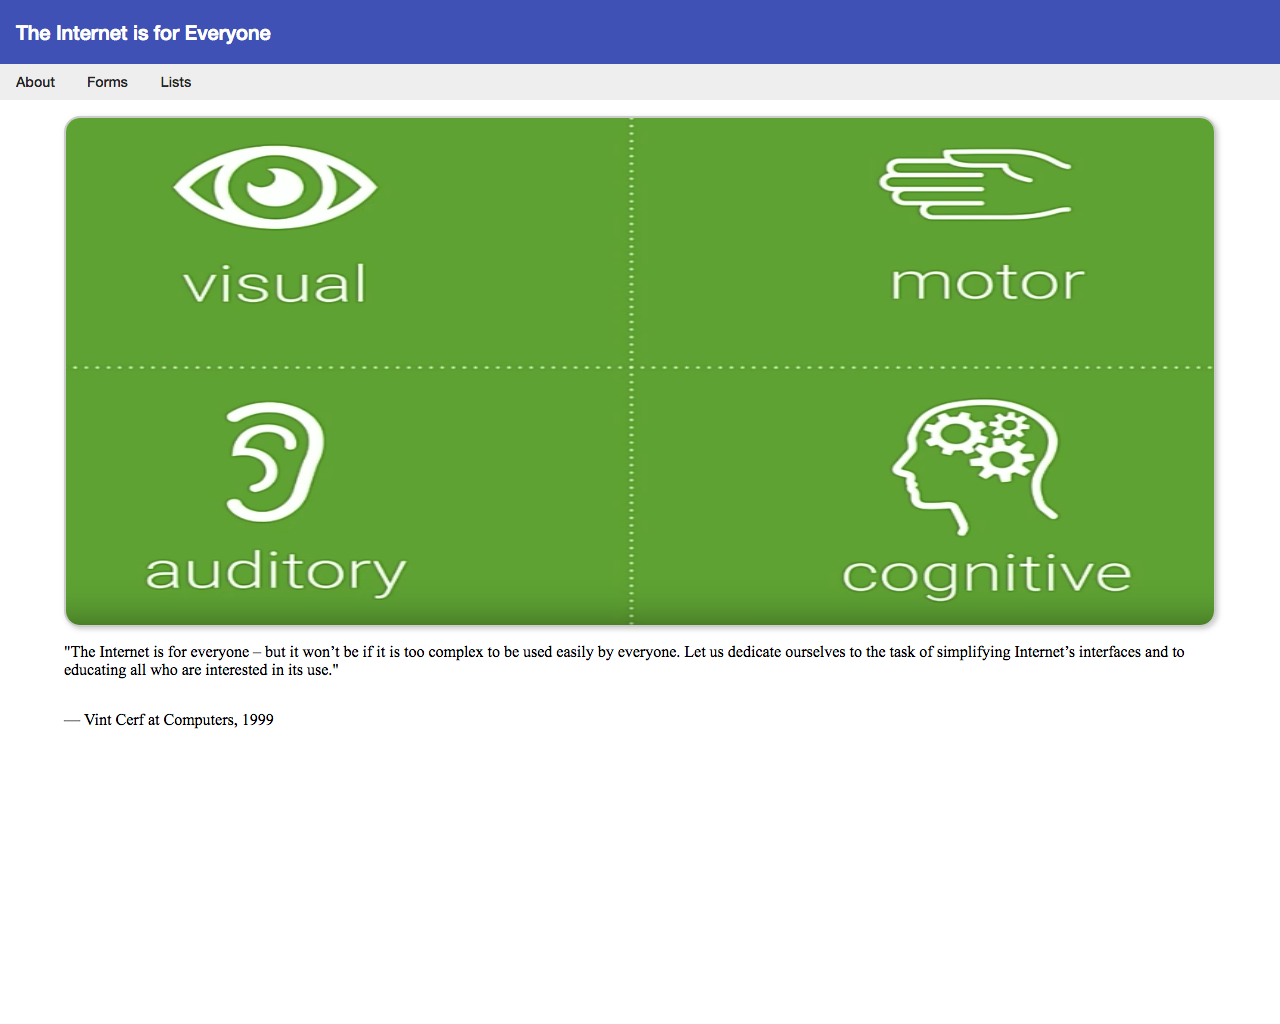 The Internet is for Everyone
About Forms Lists
visual motor
auditory cognitive
"The Internet is for everyone – but it won’t be if it is too complex to be used easily by everyone. Let us dedicate ourselves to the task of simplifying Internet’s interfaces and to
educating all who are interested in its use."
— Vint Cerf at Computers, 1999